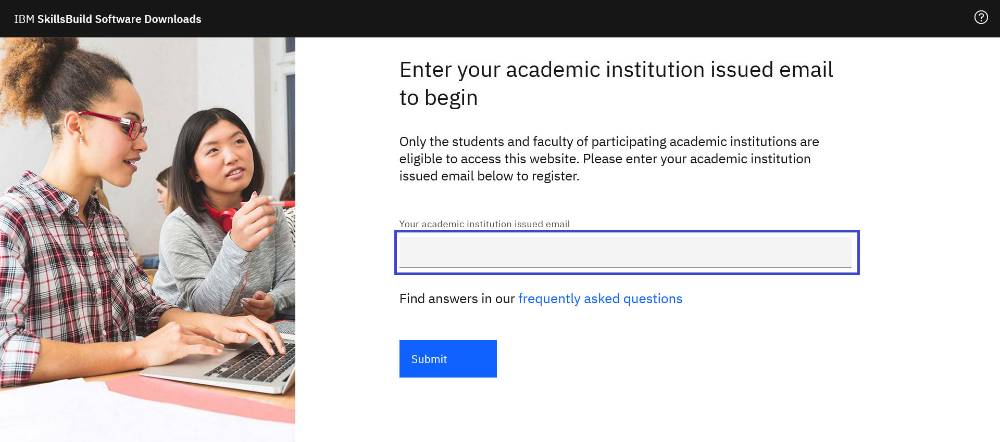 IBM SkillsBuild Software Downloads
Enter your academic institution issued email
to begin
Only the students and faculty of participating academic institutions are
eligible to access this website. Please enter your academic institution
issued email below to register.
Your academic institution issued email
Find answers in our frequently asked questions
Submit